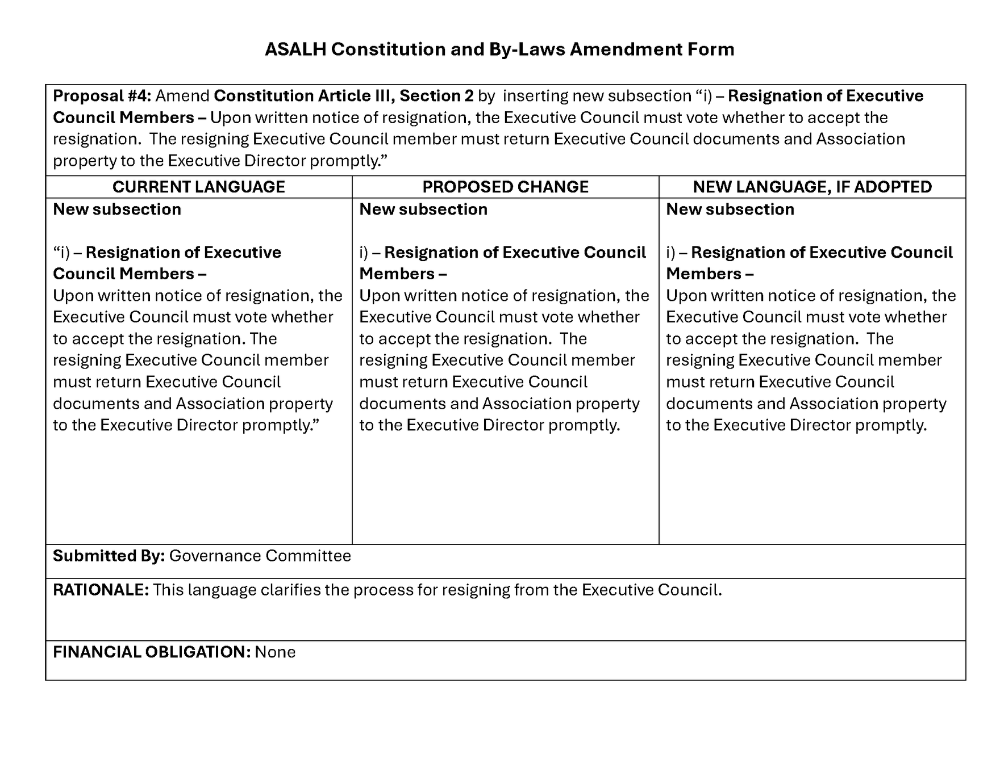 ASALH Constitution and By-Laws Amendment Form
Proposal #4: Amend Constitution Article III, Section 2 by  inserting new subsection “i) – Resignation of Executive
Council Members – Upon written notice of resignation, the Executive Council must vote whether to accept the
resignation.  The resigning Executive Council member must return Executive Council documents and Association
property to the Executive Director promptly.”
CURRENT LANGUAGE
PROPOSED CHANGE
NEW LANGUAGE, IF ADOPTED
New subsection
“i) – Resignation of Executive
Council Members –
Upon written notice of resignation, the
Executive Council must vote whether
to accept the resignation. The
resigning Executive Council member
must return Executive Council
documents and Association property
to the Executive Director promptly.”
New subsection
i) – Resignation of Executive Council
Members –
Upon written notice of resignation, the
Executive Council must vote whether
to accept the resignation.  The
resigning Executive Council member
must return Executive Council
documents and Association property
to the Executive Director promptly.
New subsection
i) – Resignation of Executive Council
Members –
Upon written notice of resignation, the
Executive Council must vote whether
to accept the resignation.  The
resigning Executive Council member
must return Executive Council
documents and Association property
to the Executive Director promptly.
Submitted By: Governance Committee
RATIONALE: This language clarifies the process for resigning from the Executive Council.
FINANCIAL OBLIGATION: None